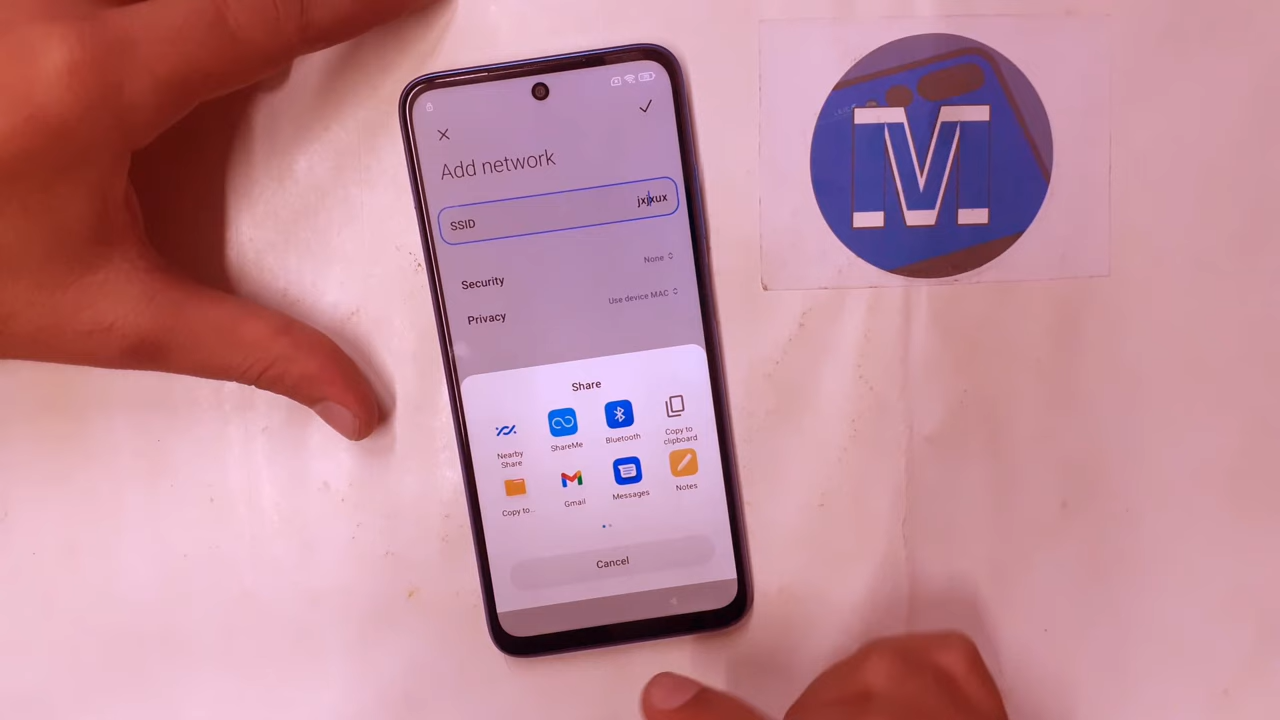 Add network
SSID
jxjxux
Security
None
Privacy
Use device MAC
Share
Nearby
Share
ShareMe
Bluetooth
Copy to
clipboard
Copy to...
Gmail
Messages
Notes
Cancel
M